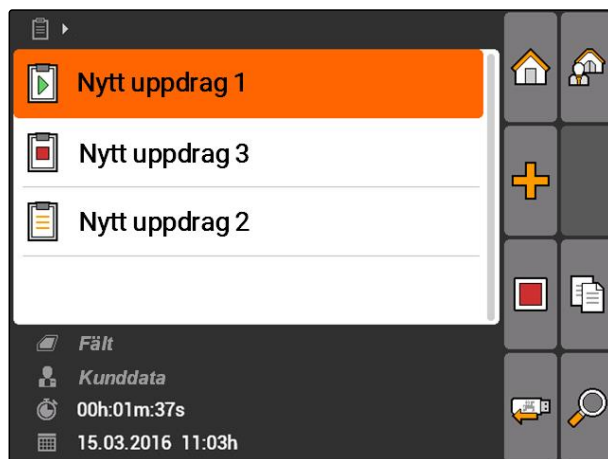 Nytt uppdrag 1
Nytt uppdrag 3
Nytt uppdrag 2
Fält
Kunddata
00h:01m:37s
15.03.2016 11:03h